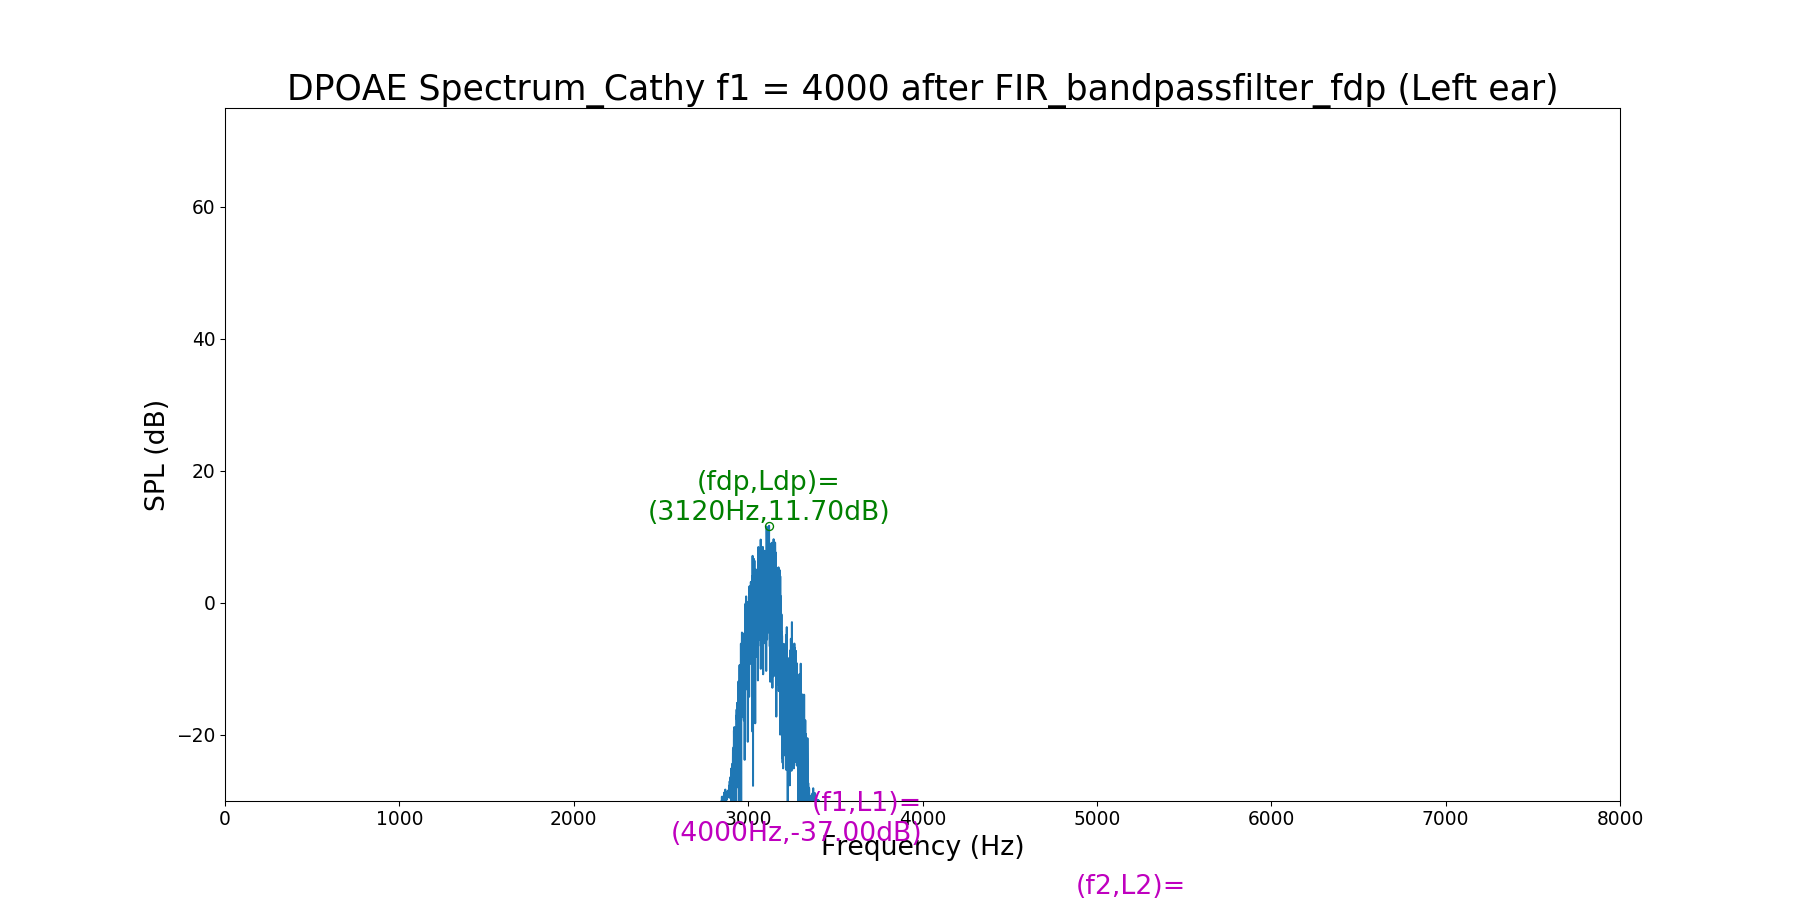 DPOAE Spectrum_Cathy f1 = 4000 after FIR_bandpassfilter_fdp (Left ear)
60
40
20
0
−20
SPL (dB)
(fdp,Ldp)=
(3120Hz,11.70dB)
(f1,L1)=
(4000Hz,-37.00dB)
0 1000 2000 3000 4000 5000 6000 7000 8000
Frequency (Hz)
(f2,L2)=